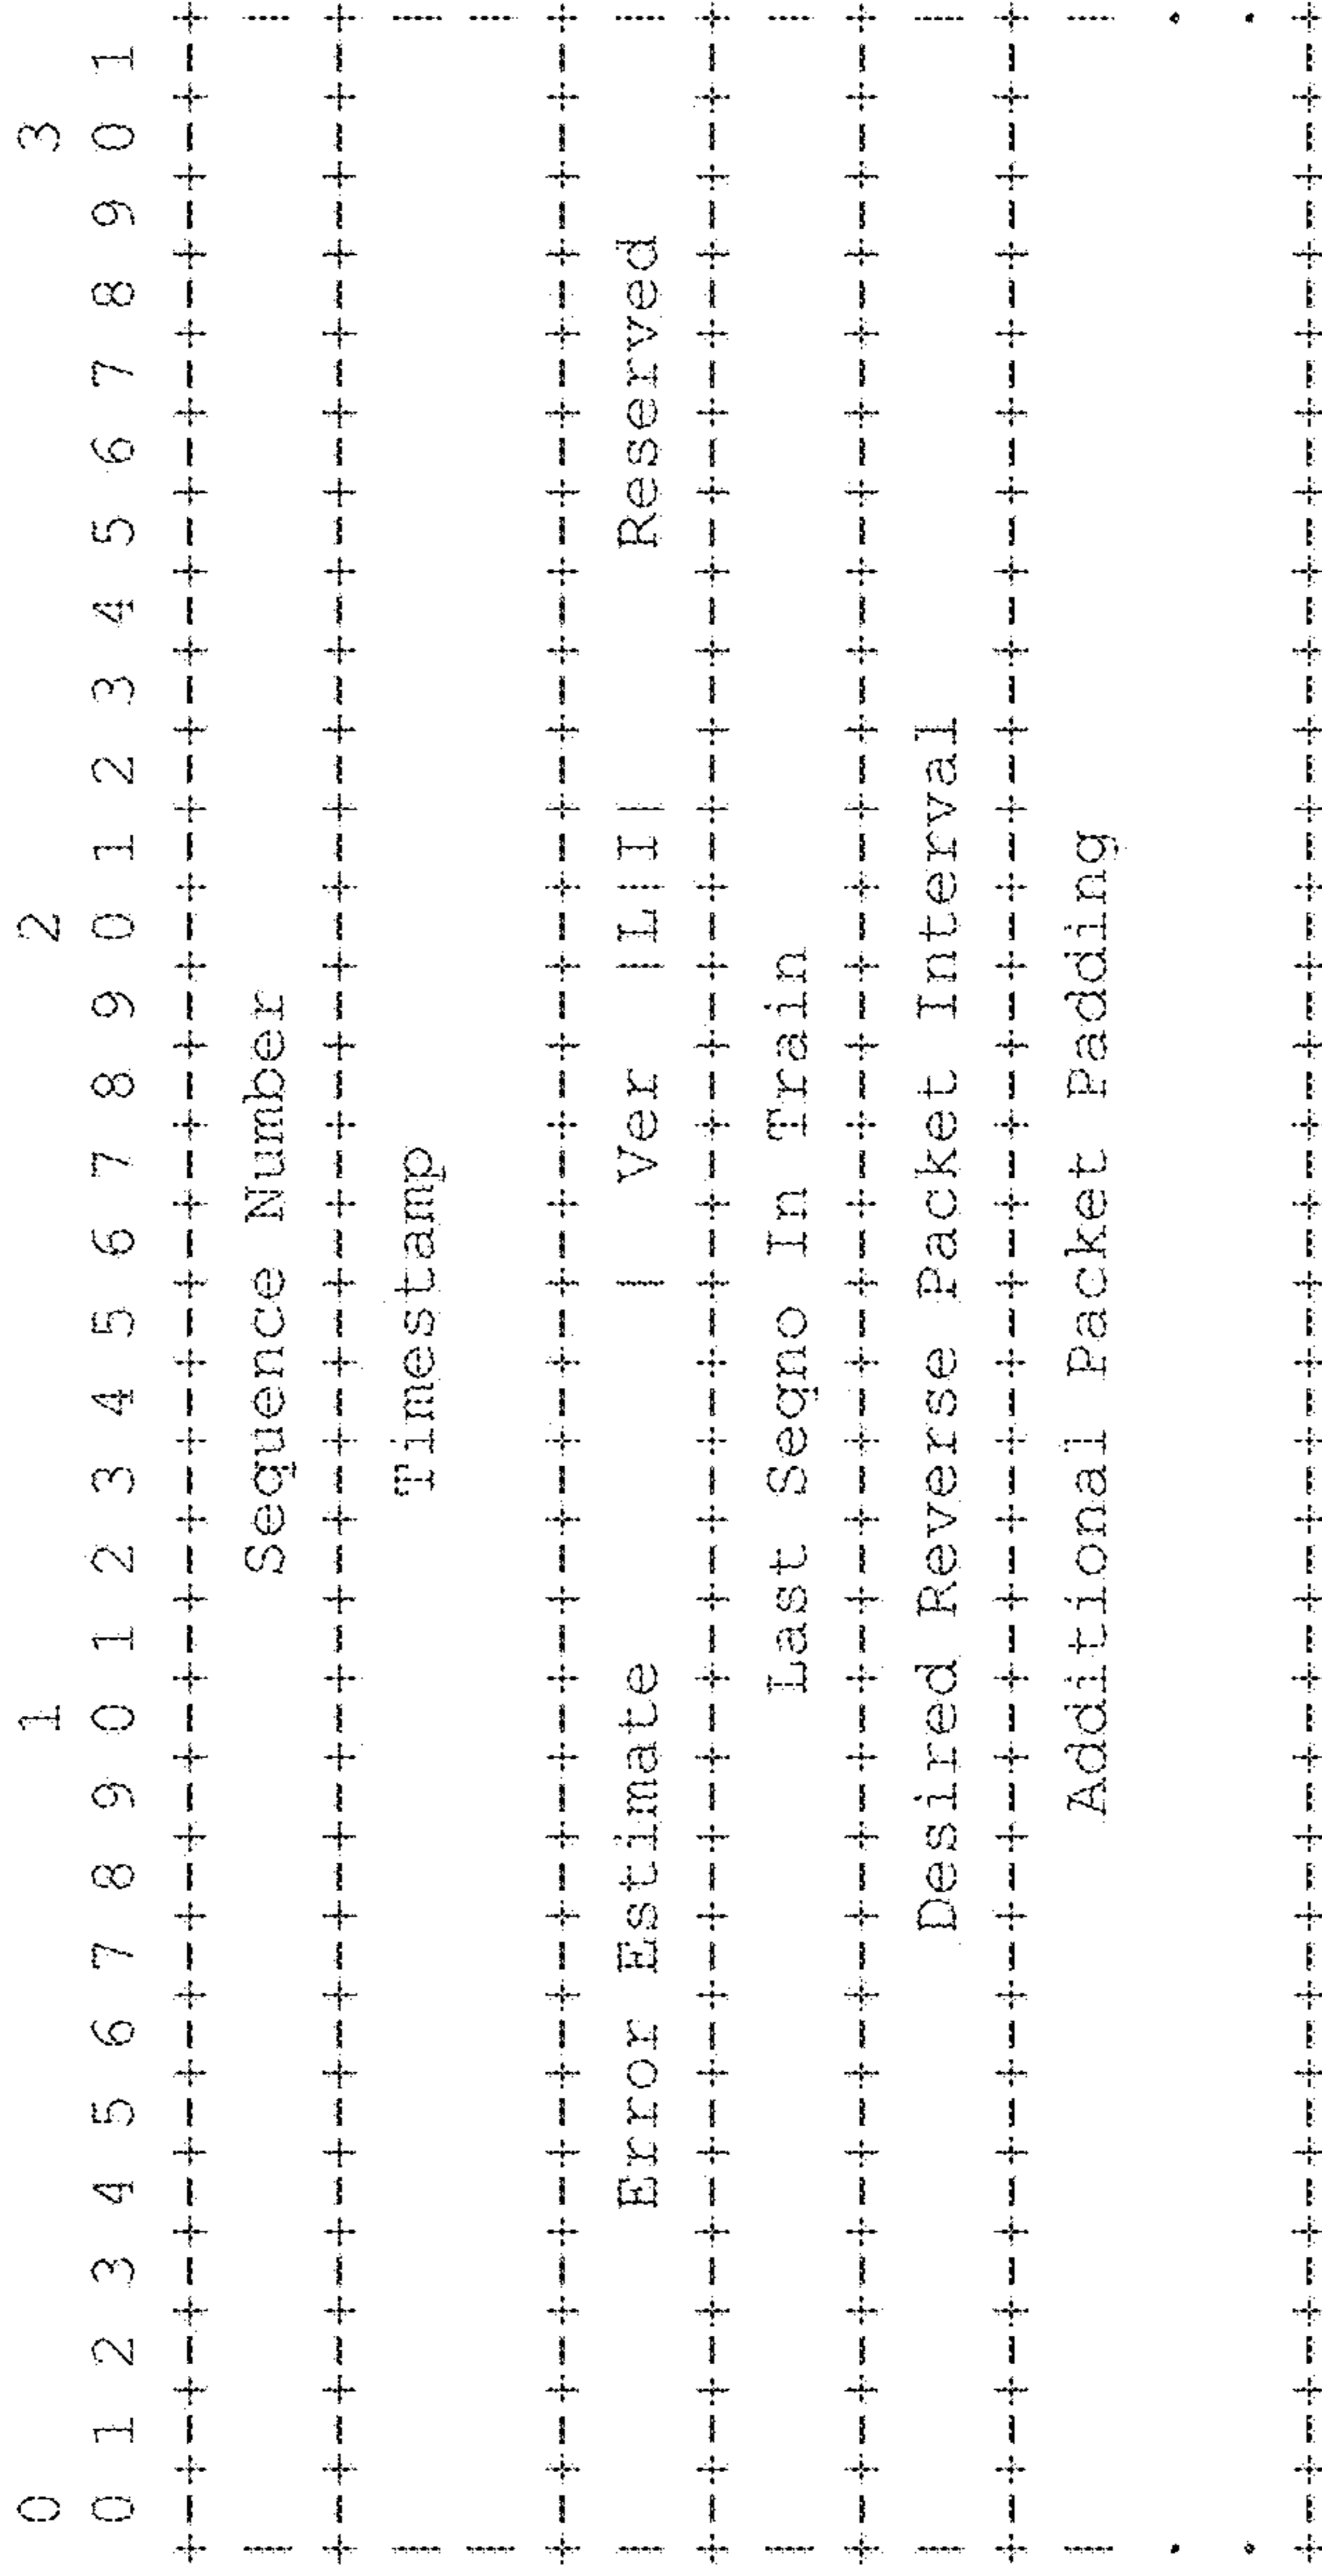 0                   1                   2                   3
0 1 2 3 4 5 6 7 8 9 0 1 2 3 4 5 6 7 8 9 0 1 2 3 4 5 6 7 8 9 0 1
+-+-+-+-+-+-+-+-+-+-+-+-+-+-+-+-+-+-+-+-+-+-+-+-+-+-+-+-+-+-+-+-+
|                        Sequence Number                        |
+-+-+-+-+-+-+-+-+-+-+-+-+-+-+-+-+-+-+-+-+-+-+-+-+-+-+-+-+-+-+-+-+
|                          Timestamp                            |
|                                                               |
+-+-+-+-+-+-+-+-+-+-+-+-+-+-+-+-+-+-+-+-+-+-+-+-+-+-+-+-+-+-+-+-+
|        Error Estimate         |  Ver  |L|I|      Reserved     |
+-+-+-+-+-+-+-+-+-+-+-+-+-+-+-+-+-+-+-+-+-+-+-+-+-+-+-+-+-+-+-+-+
|                     Last Seqno In Train                       |
+-+-+-+-+-+-+-+-+-+-+-+-+-+-+-+-+-+-+-+-+-+-+-+-+-+-+-+-+-+-+-+-+
|               Desired Reverse Packet Interval                 |
+-+-+-+-+-+-+-+-+-+-+-+-+-+-+-+-+-+-+-+-+-+-+-+-+-+-+-+-+-+-+-+-+
|                  Additional Packet Padding                    |
.                                                               .
.                                                               .
+-+-+-+-+-+-+-+-+-+-+-+-+-+-+-+-+-+-+-+-+-+-+-+-+-+-+-+-+-+-+-+-+